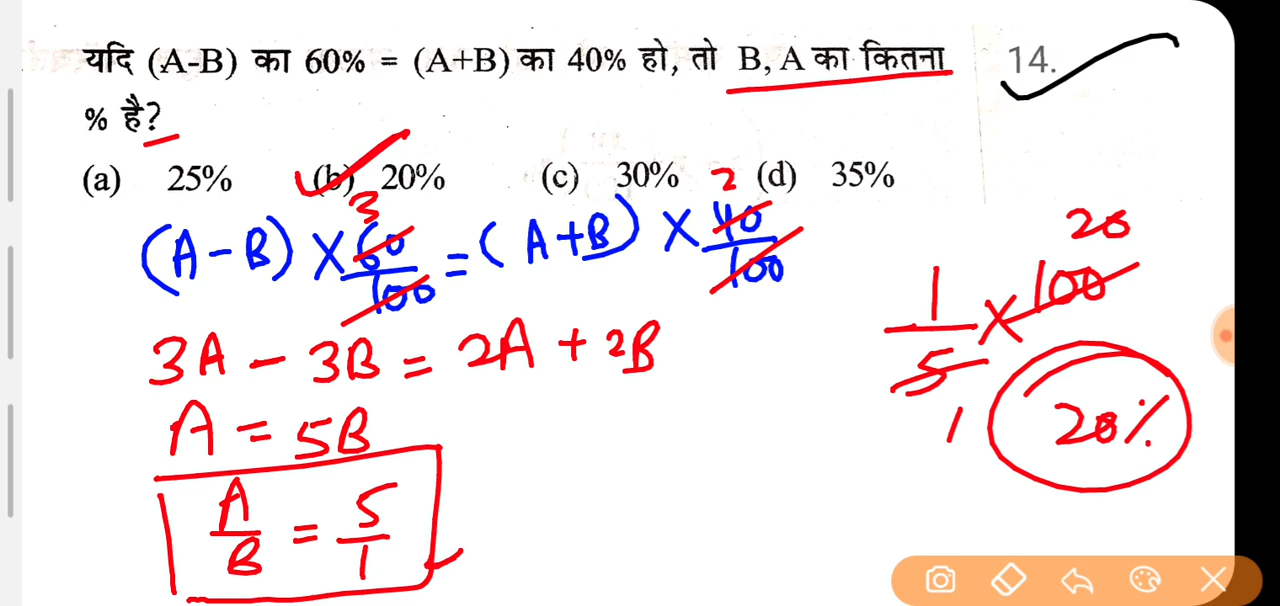 यदि (A-B) का 60% = (A+B) का 40% हो, तो B, A का कितना
% है?
14.
(a) 25% (b) 20% (c) 30% (d) 35%
(A-B) × 60/100 = (A+B) × 40/100
3 2
3A - 3B = 2A + 2B
A = 5B
A/B = 5/1
1/5 × 100
20
1
20%